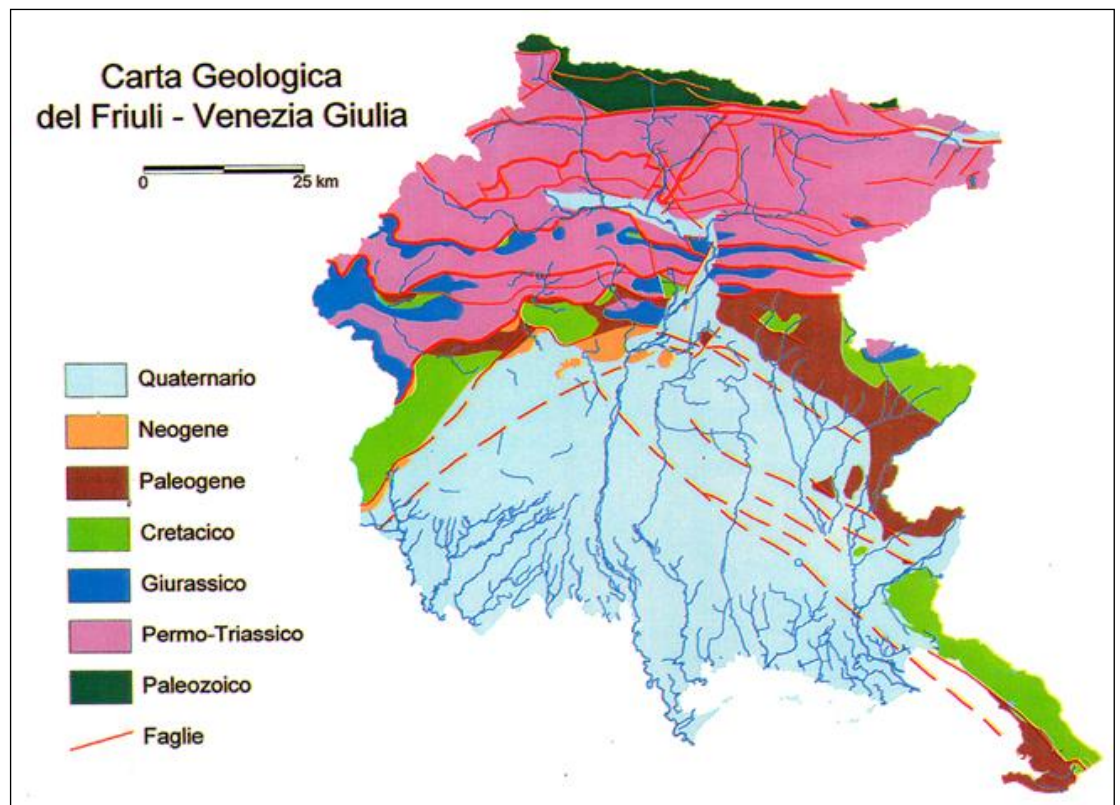 Carta Geologica
del Friuli - Venezia Giulia
0 25 km
Quaternario
Neogene
Paleogene
Cretacico
Giurassico
Permo-Triassico
Paleozoico
Faglie